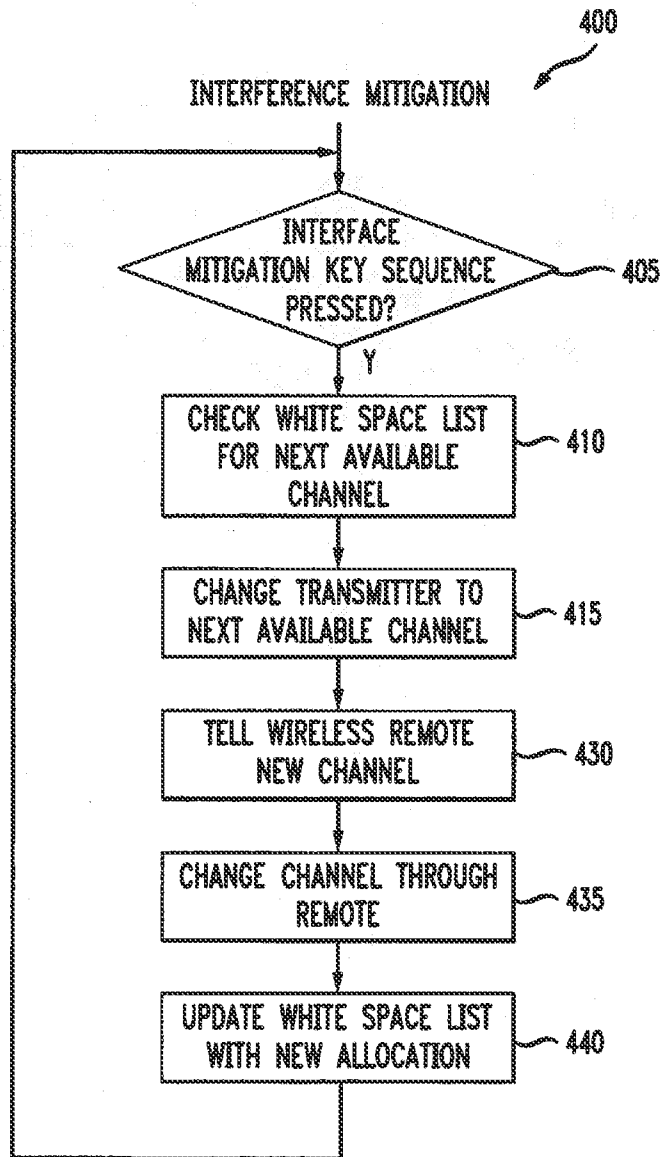 400
INTERFERENCE MITIGATION
INTERFACE
MITIGATION KEY SEQUENCE
PRESSED?
405
Y
CHECK WHITE SPACE LIST
FOR NEXT AVAILABLE
CHANNEL
410
CHANGE TRANSMITTER TO
NEXT AVAILABLE CHANNEL
415
TELL WIRELESS REMOTE
NEW CHANNEL
430
CHANGE CHANNEL THROUGH
REMOTE
435
UPDATE WHITE SPACE LIST
WITH NEW ALLOCATION
440